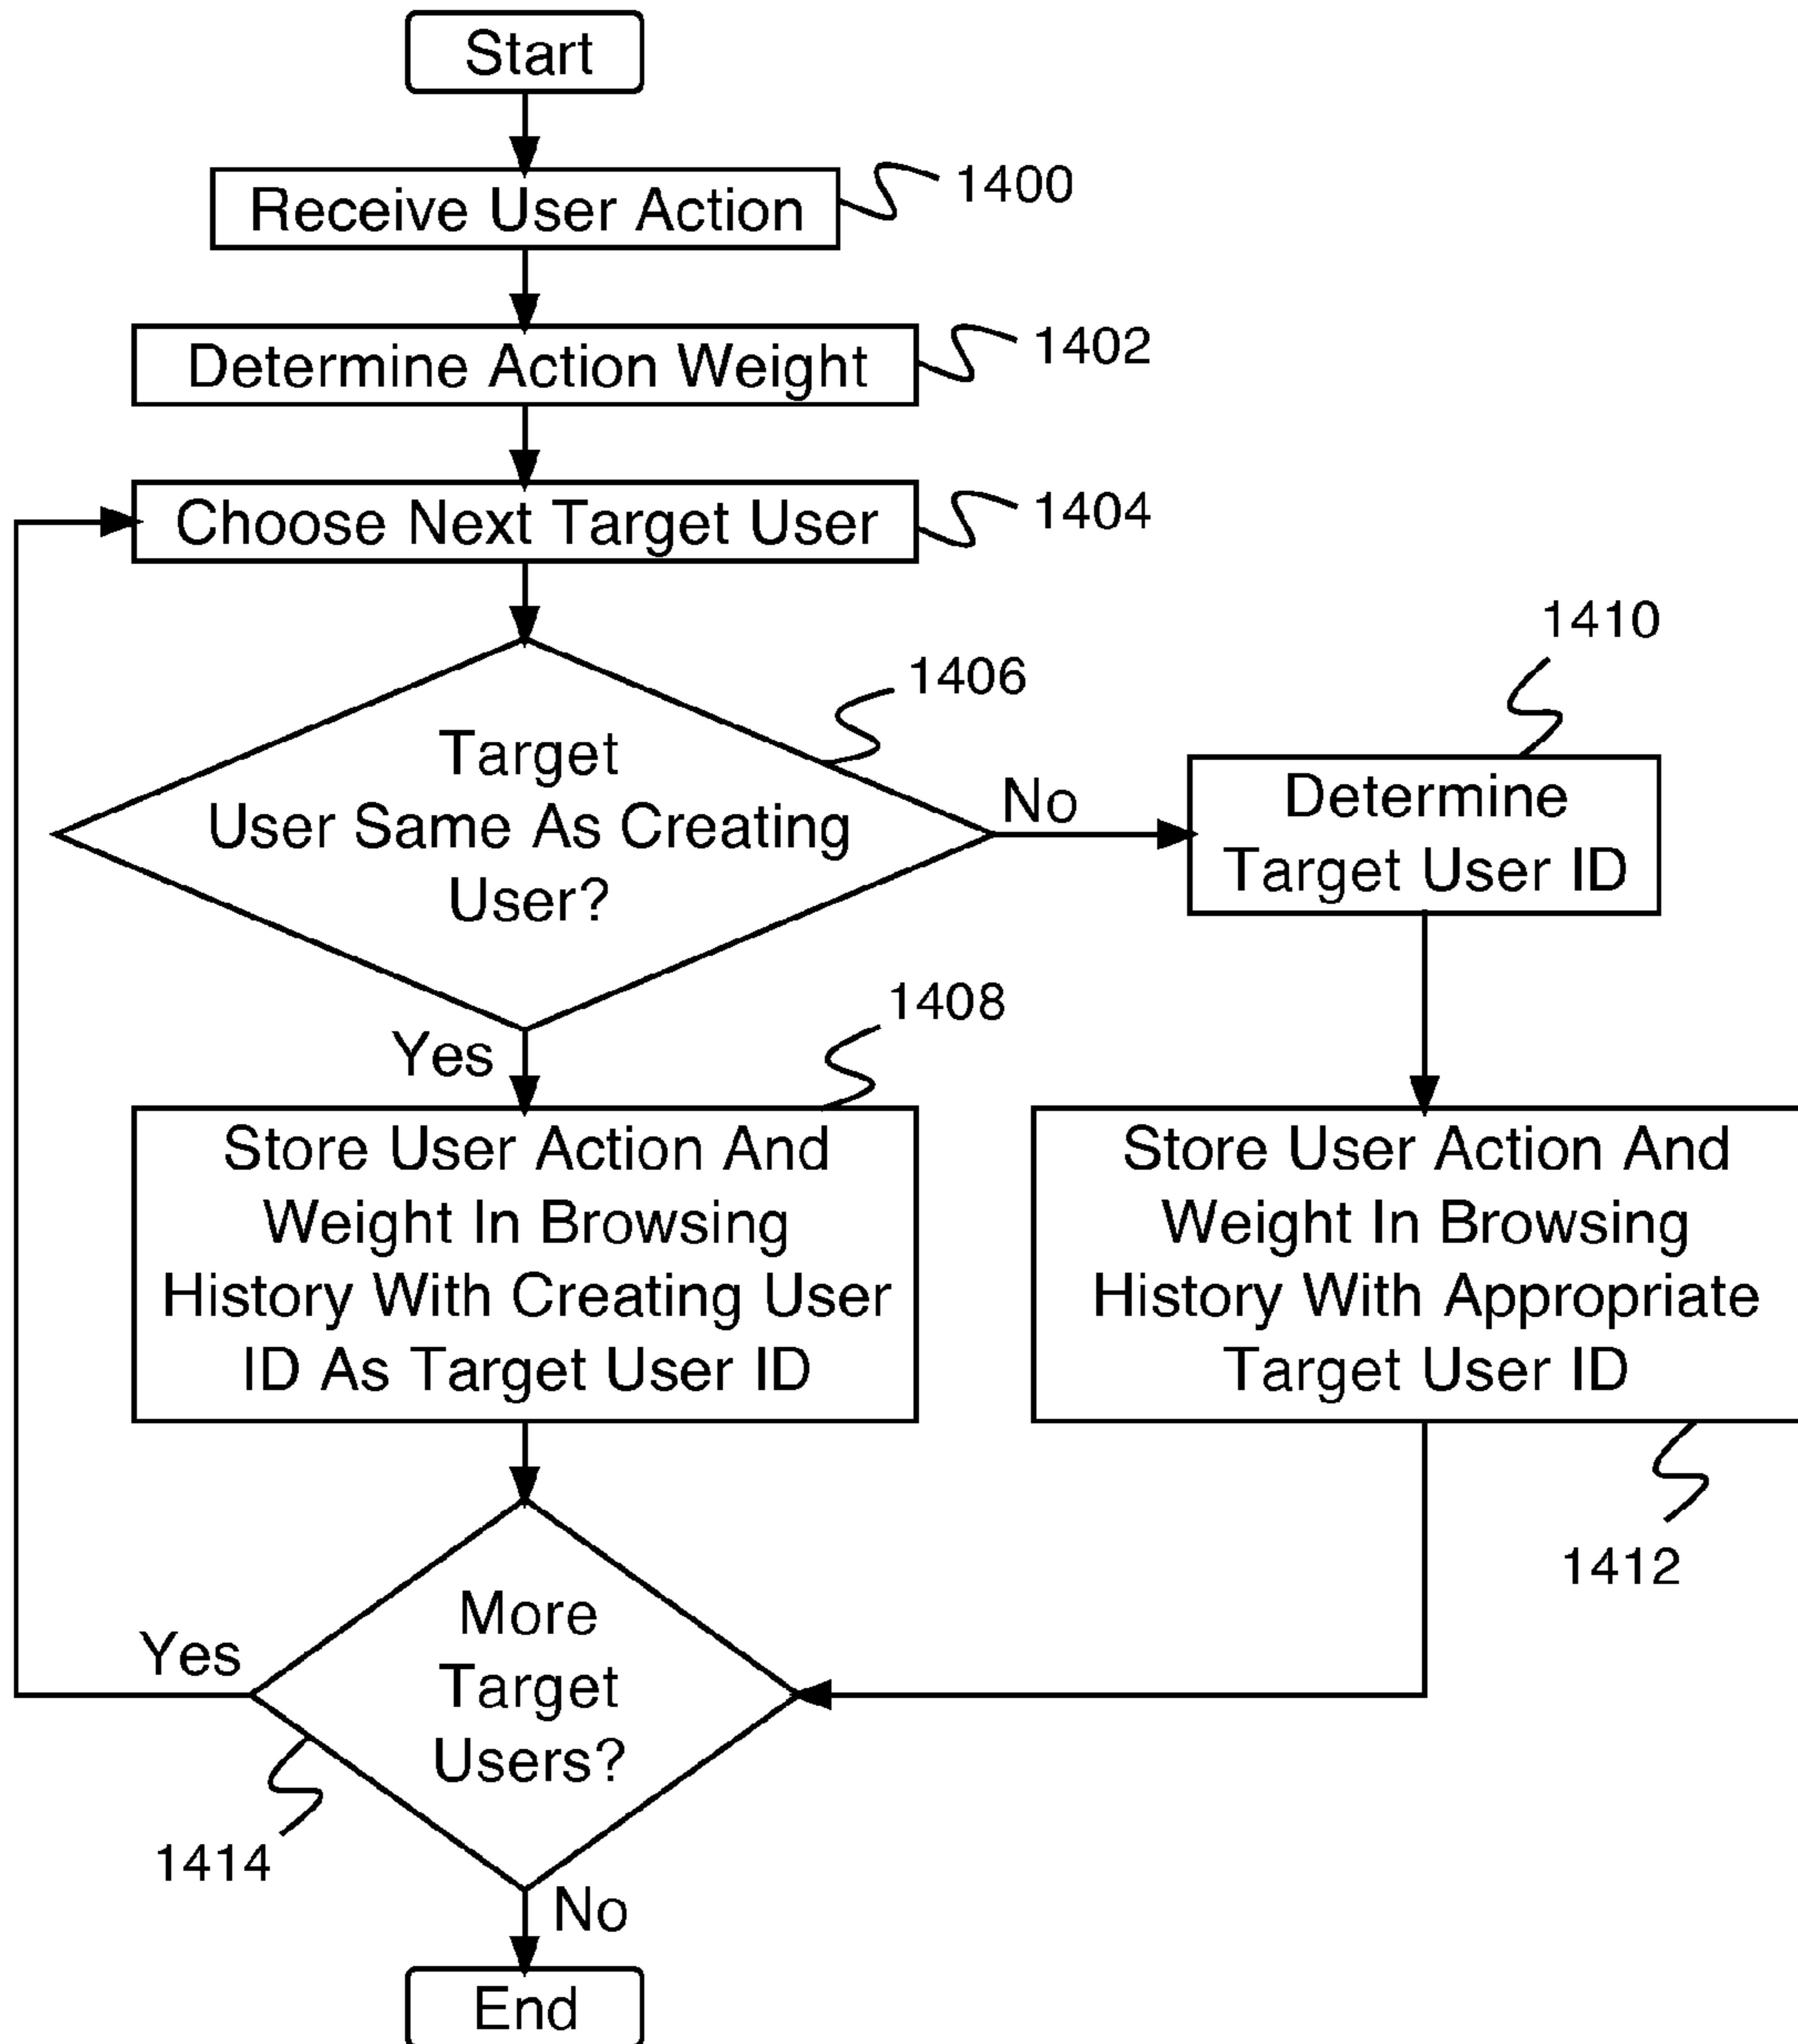 Start
Receive User Action
1400
Determine Action Weight
1402
Choose Next Target User
1404
Target
User Same As Creating
User?
1406
No
Determine
Target User ID
1410
Yes
Store User Action And
Weight In Browsing
History With Creating User
ID As Target User ID
1408
Store User Action And
Weight In Browsing
History With Appropriate
Target User ID
1412
More
Target
Users?
Yes
1414
No
End